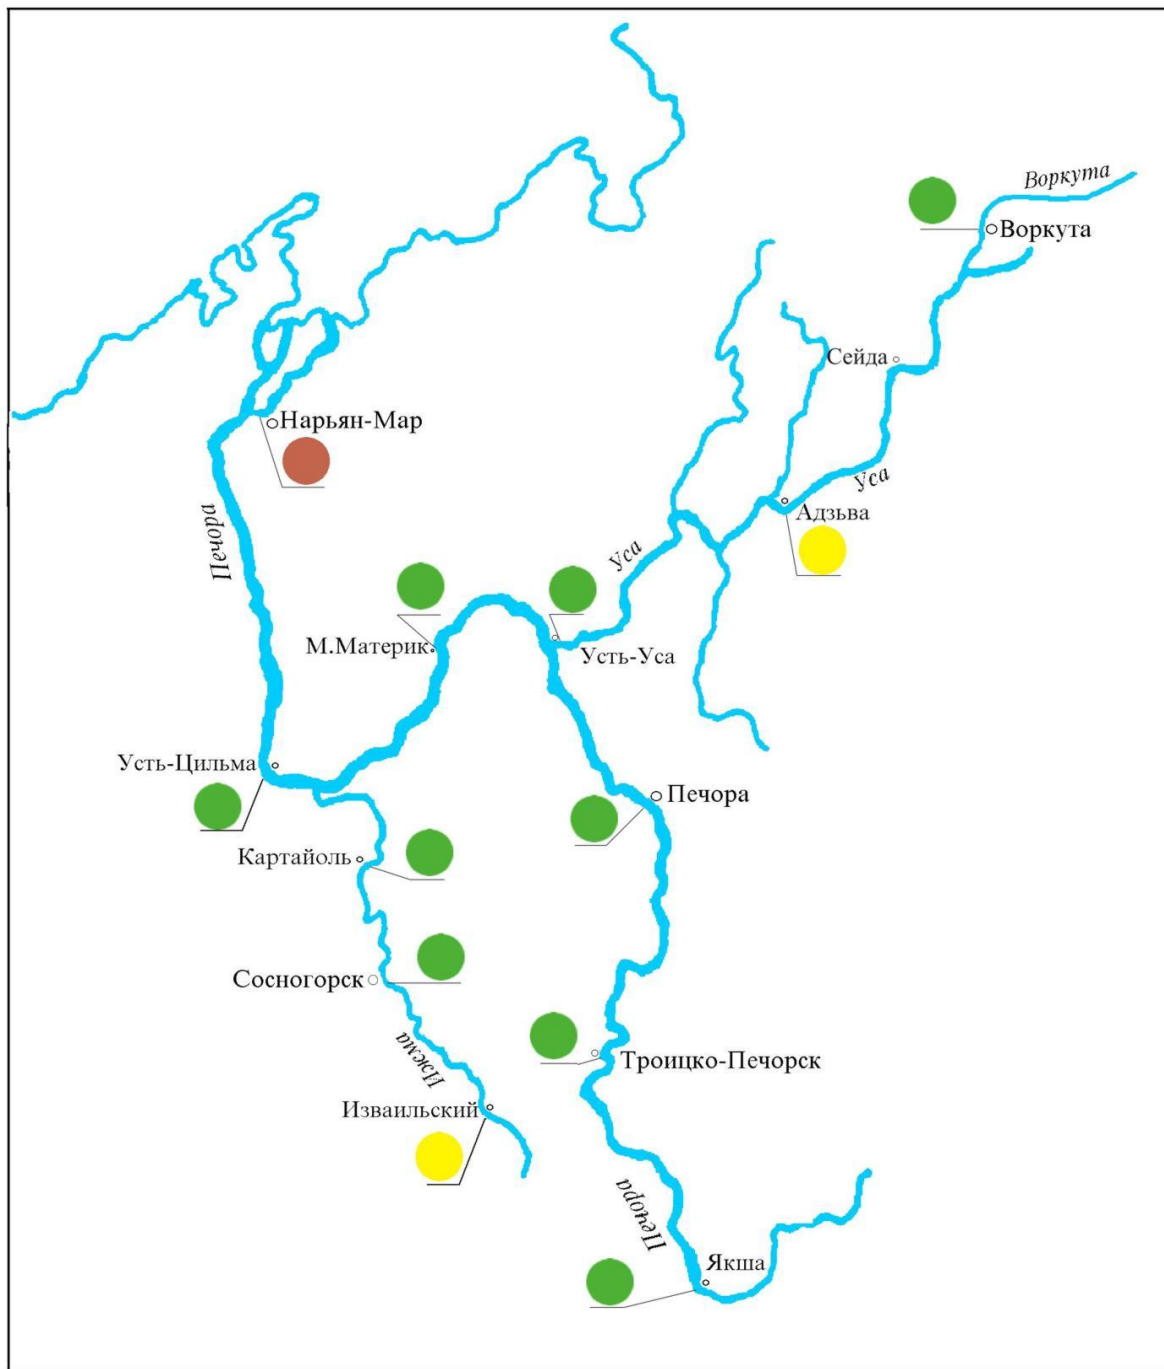 Воркута
Воркута
Сейда
Нарьян-Мар
Уса
Адзьва
Печора
Уса
М.Материк
Усть-Уса
Усть-Цильма
Печора
Картайоль
Сосногорск
Ижма
Троицко-Печорск
Изваильский
Печора
Якша